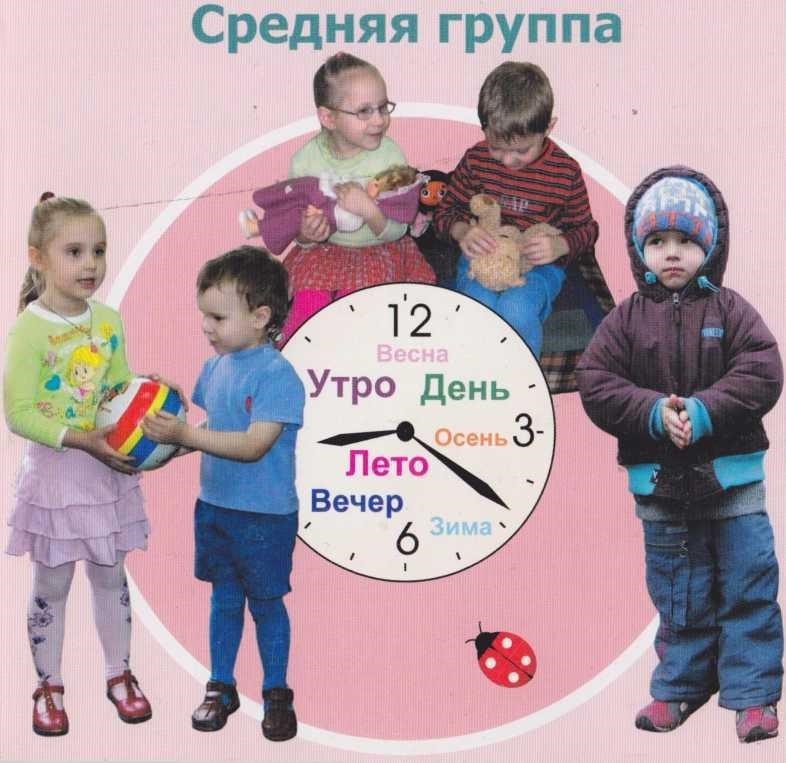 Средняя группа
12
Весна
Утро День
Осень 3
Лето
Вечер
Зима
6